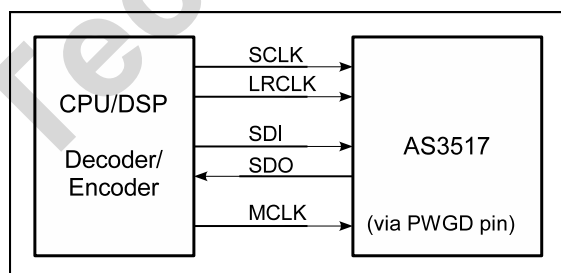 SCLK
LRCLK
CPU/DSP
SDI
Decoder/
Encoder
AS3517
SDO
MCLK
(via PWGD pin)